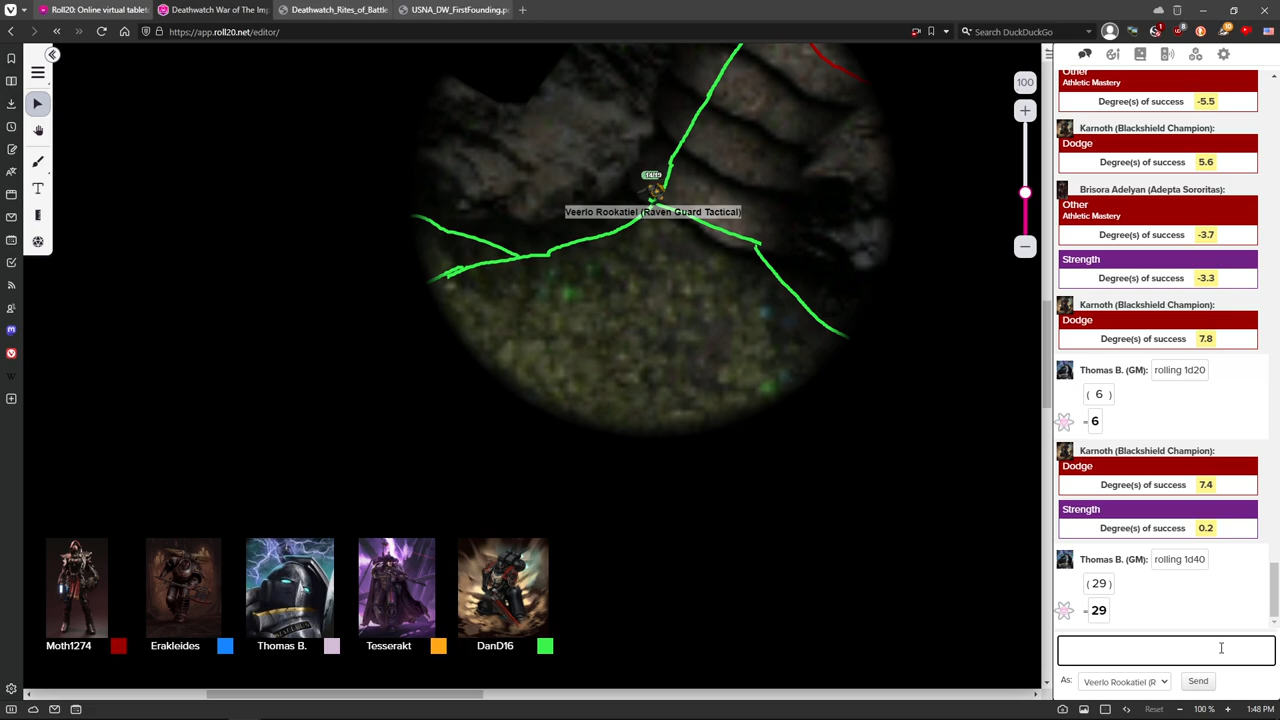 Roll20: Online virtual tablet
Deathwatch War of The Imp
Deathwatch_Rites_of_Battle
USNA_DW_FirstFounding.p
https://app.roll20.net/editor/
Search DuckDuckGo
100
Veerlo Rookatiel (Raven Guard Tactical)
Moth1274
Erakleides
Thomas B.
Tesserakt
DanD16
Other
Athletic Mastery
Degree(s) of success -5.5
Karnoth (Blackshield Champion):
Dodge
Degree(s) of success 5.6
Brisora Adelyan (Adepta Sororitas):
Other
Athletic Mastery
Degree(s) of success -3.7
Strength
Degree(s) of success -3.3
Karnoth (Blackshield Champion):
Dodge
Degree(s) of success 7.8
Thomas B. (GM): rolling 1d20
( 6 )
=6
Karnoth (Blackshield Champion):
Dodge
Degree(s) of success 7.4
Strength
Degree(s) of success 0.2
Thomas B. (GM): rolling 1d40
( 29 )
=29
As: Veerlo Rookatiel (R Send
Reset 100 % 1:48 PM